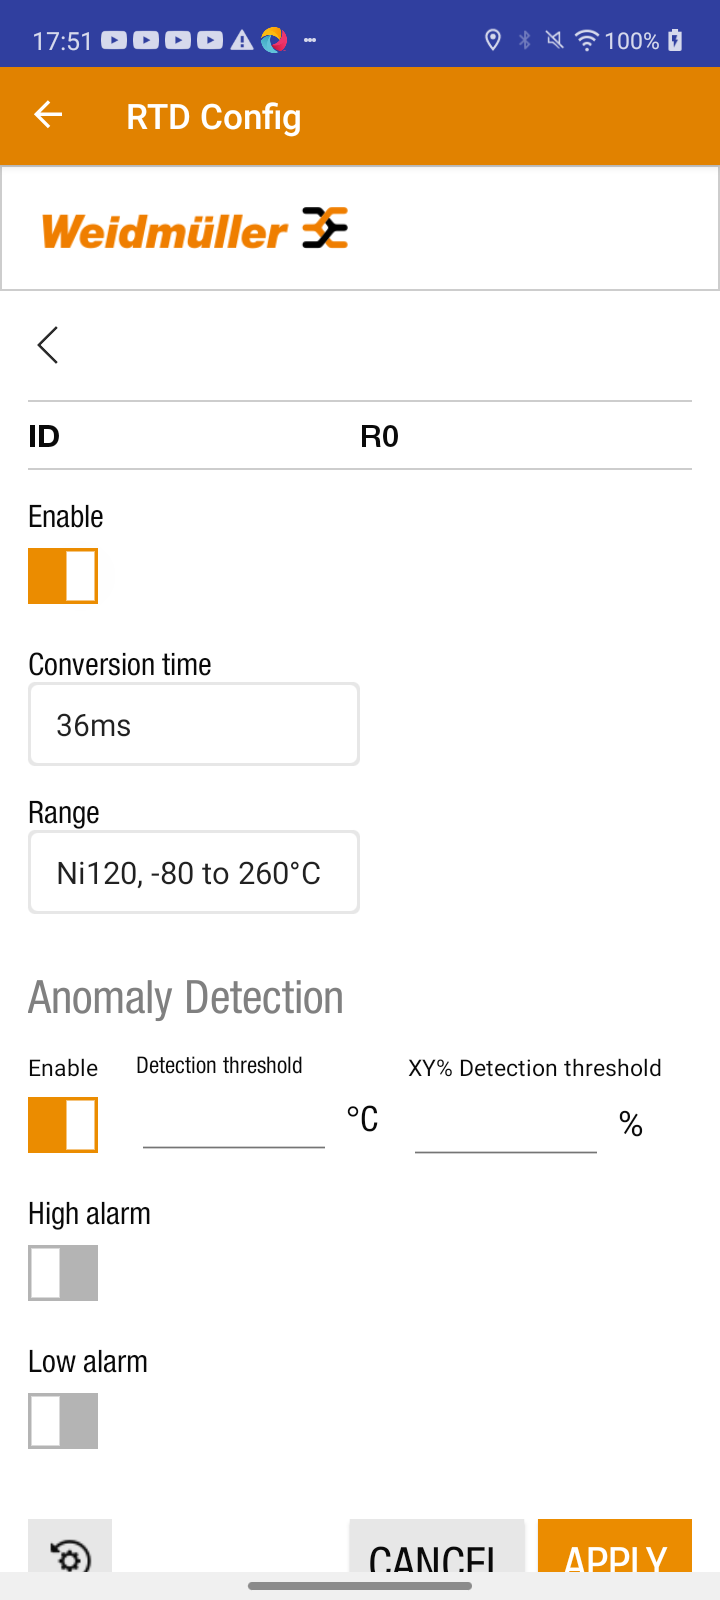 17:51
100%
RTD Config
Weidmüller
ID R0
Enable
Conversion time
36ms
Range
Ni120, -80 to 260°C
Anomaly Detection
Enable Detection threshold XY% Detection threshold
°C %
High alarm
Low alarm
CANCEL APPLY